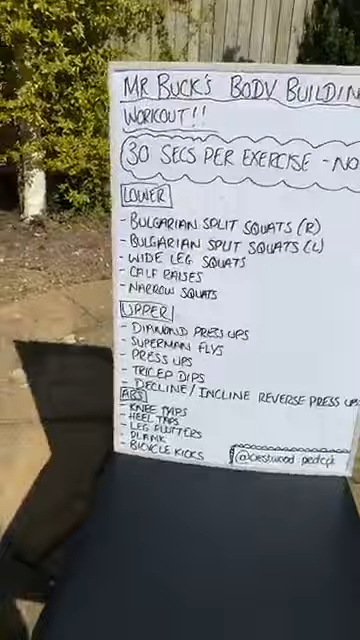 MR BUCK'S BODY BUILDIN
WORKOUT!!
30 SECS PER EXERCISE - NO
LOWER
- BULGARIAN SPLIT SQUATS (R)
- BULGARIAN SPLIT SQUATS (L)
- WIDE LEG SQUATS
- CALF RAISES
- NARROW SQUATS
UPPER
- DIAMOND PRESS UPS
- SUPERMAN FLYS
- PRESS UPS
- TRICEP DIPS
- DECLINE/INCLINE REVERSE PRESS UPS
ABS
- KNEE TAPS
- HEEL TAPS
- LEG FLUTTERS
- PLANK
- BICYCLE KICKS